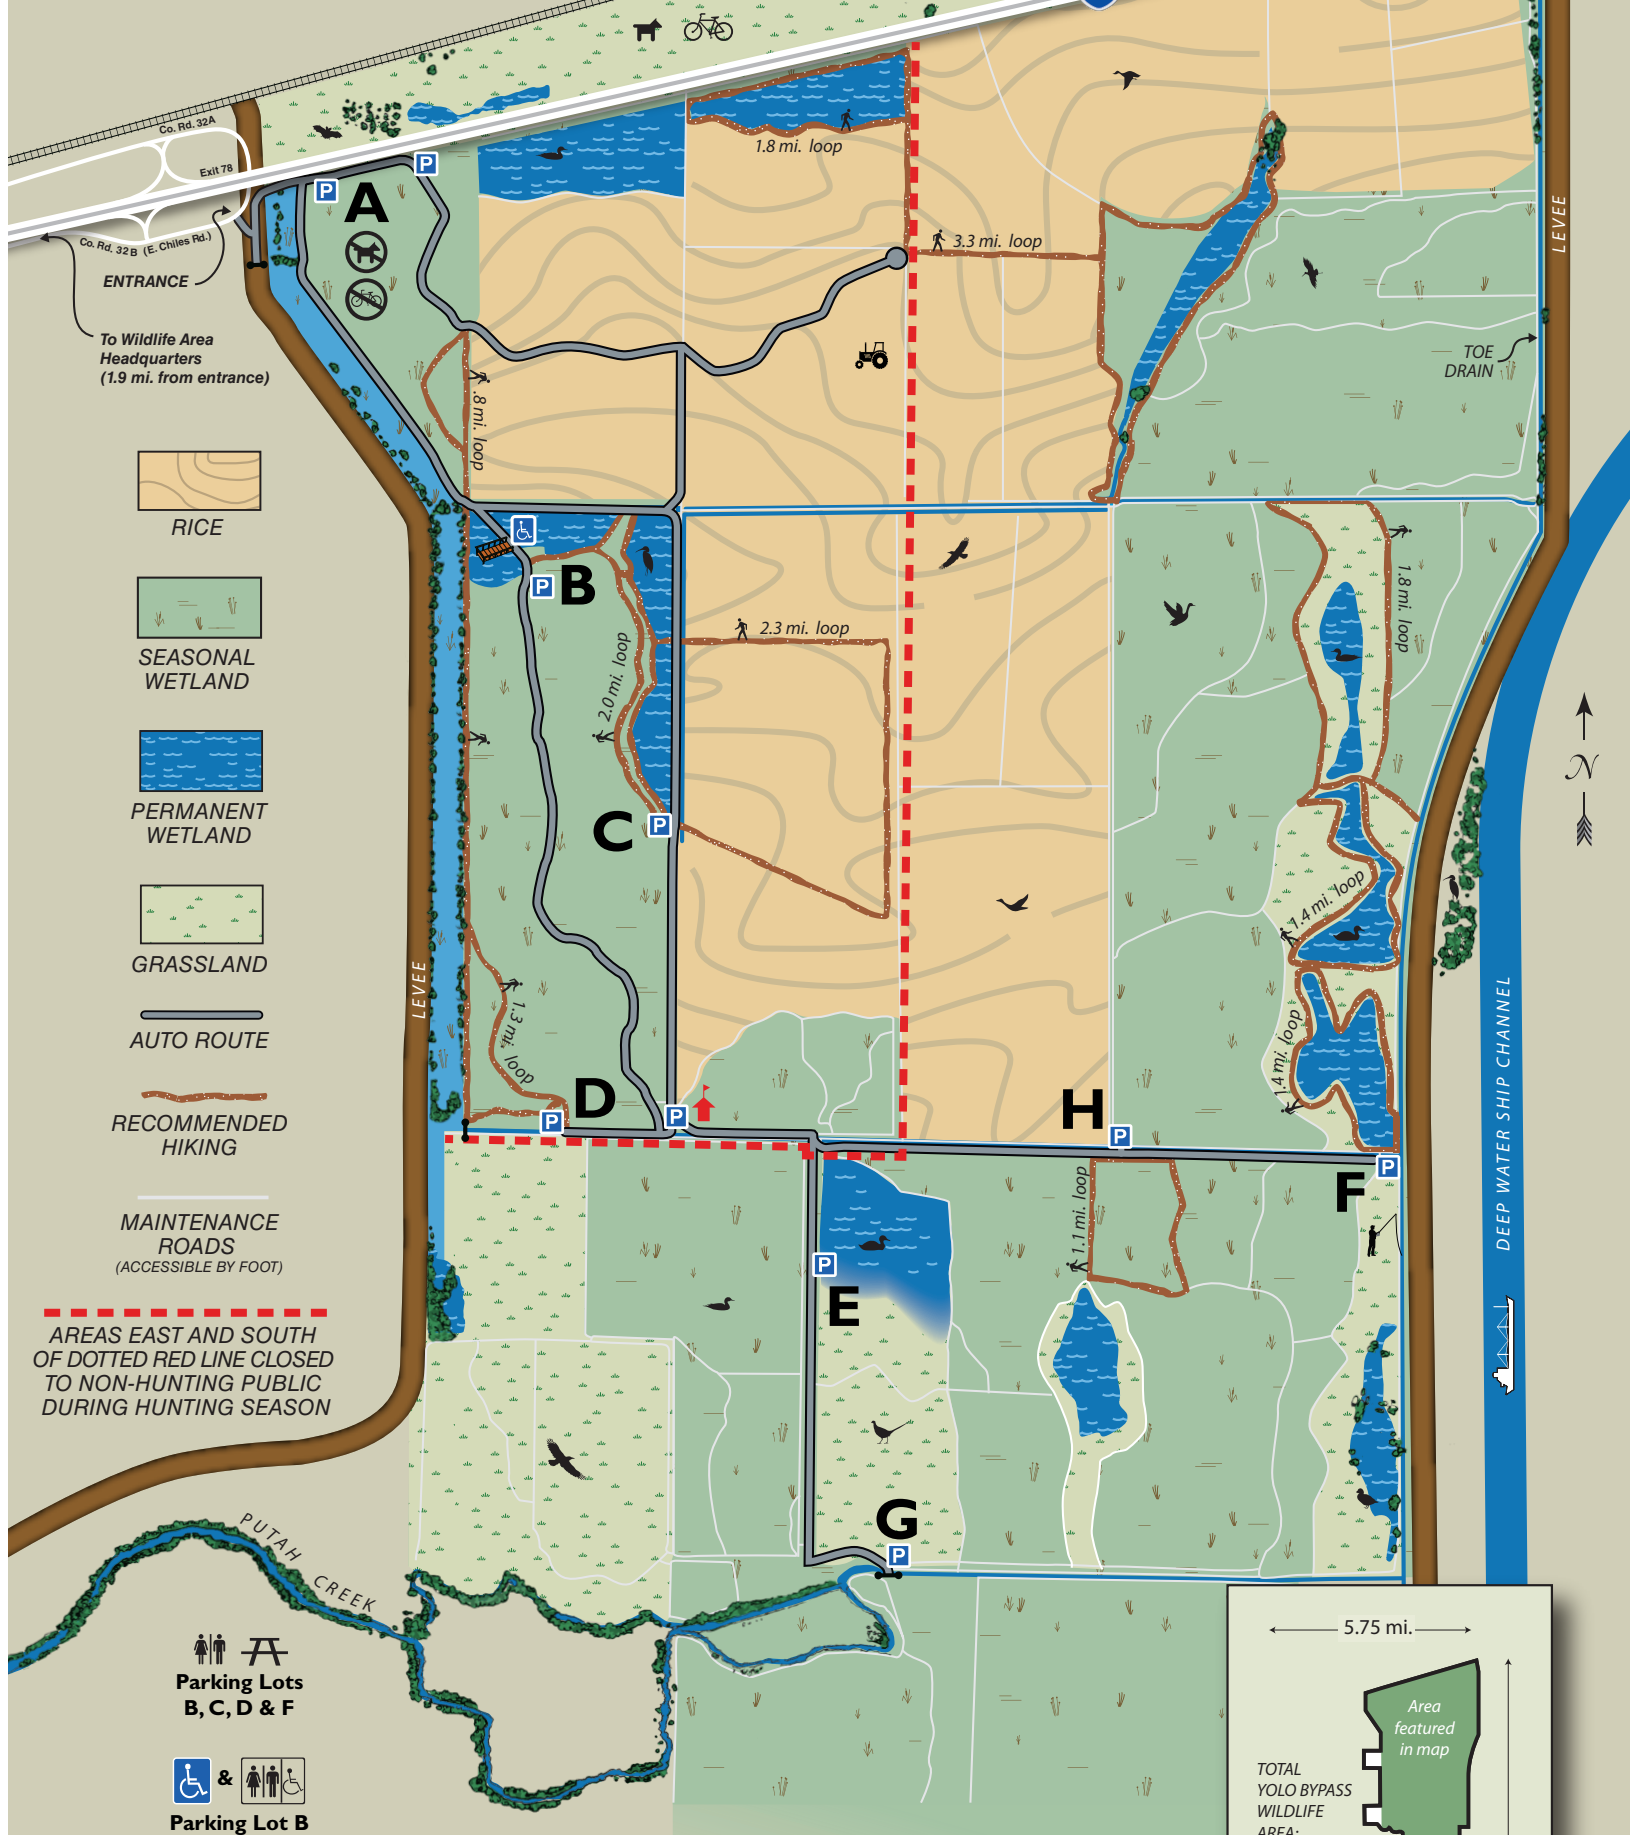 Co. Rd. 32A
Exit 78
Co. Rd. 32B (E. Chiles Rd.)
ENTRANCE
To Wildlife Area
Headquarters
(1.9 mi. from entrance)
P
P
A
1.8 mi. loop
3.3 mi. loop
.8 mi. loop
LEVEE
TOE
DRAIN
RICE
SEASONAL
WETLAND
PERMANENT
WETLAND
GRASSLAND
AUTO ROUTE
RECOMMENDED
HIKING
MAINTENANCE
ROADS
(ACCESSIBLE BY FOOT)
AREAS EAST AND SOUTH
OF DOTTED RED LINE CLOSED
TO NON-HUNTING PUBLIC
DURING HUNTING SEASON
P
B
2.3 mi. loop
2.0 mi. loop
1.8 mi. loop
N
C
P
1.4 mi. loop
LEVEE
1.3 mi. loop
1.4 mi. loop
DEEP WATER SHIP CHANNEL
D
P
P
H
P
P
F
1.1 mi. loop
P
E
G
P
PUTAH
CREEK
Parking Lots
B, C, D & F
&
Parking Lot B
5.75 mi.
Area
featured
in map
TOTAL
YOLO BYPASS
WILDLIFE
AREA: